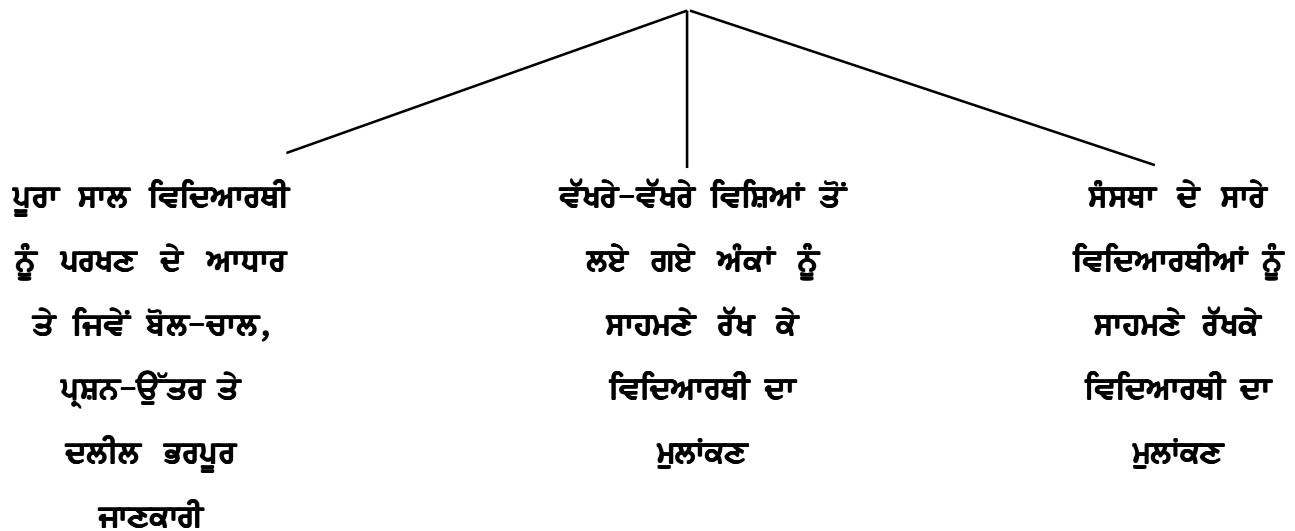 ਪੂਰਾ ਸਾਲ ਵਿਦਿਆਰਥੀ
ਨੂੰ ਪਰਖਣ ਦੇ ਆਧਾਰ
ਤੇ ਜਿਵੇਂ ਬੋਲ-ਚਾਲ,
ਪ੍ਰਸ਼ਨ-ਉੱਤਰ ਤੇ
ਦਲੀਲ ਭਰਪੂਰ
ਜਾਣਕਾਰੀ
ਵੱਖਰੇ-ਵੱਖਰੇ ਵਿਸ਼ਿਆਂ ਤੋਂ
ਲਏ ਗਏ ਅੰਕਾਂ ਨੂੰ
ਸਾਹਮਣੇ ਰੱਖ ਕੇ
ਵਿਦਿਆਰਥੀ ਦਾ
ਮੁਲਾਂਕਣ
ਸੰਸਥਾ ਦੇ ਸਾਰੇ
ਵਿਦਿਆਰਥੀਆਂ ਨੂੰ
ਸਾਹਮਣੇ ਰੱਖਕੇ
ਵਿਦਿਆਰਥੀ ਦਾ
ਮੁਲਾਂਕਣ